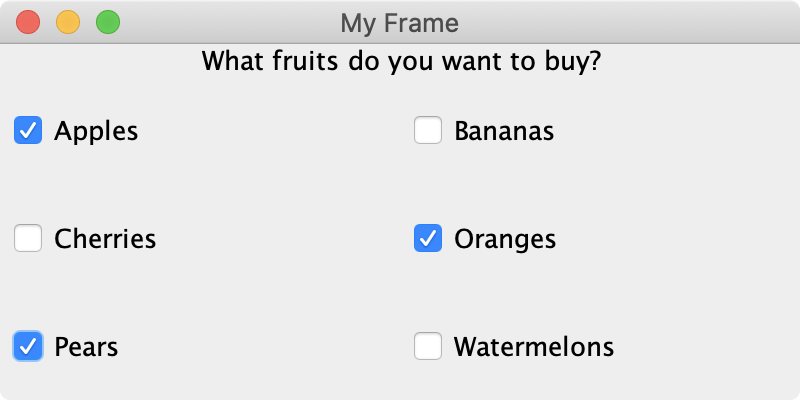 My Frame
What fruits do you want to buy?
Apples
Bananas
Cherries
Oranges
Pears
Watermelons